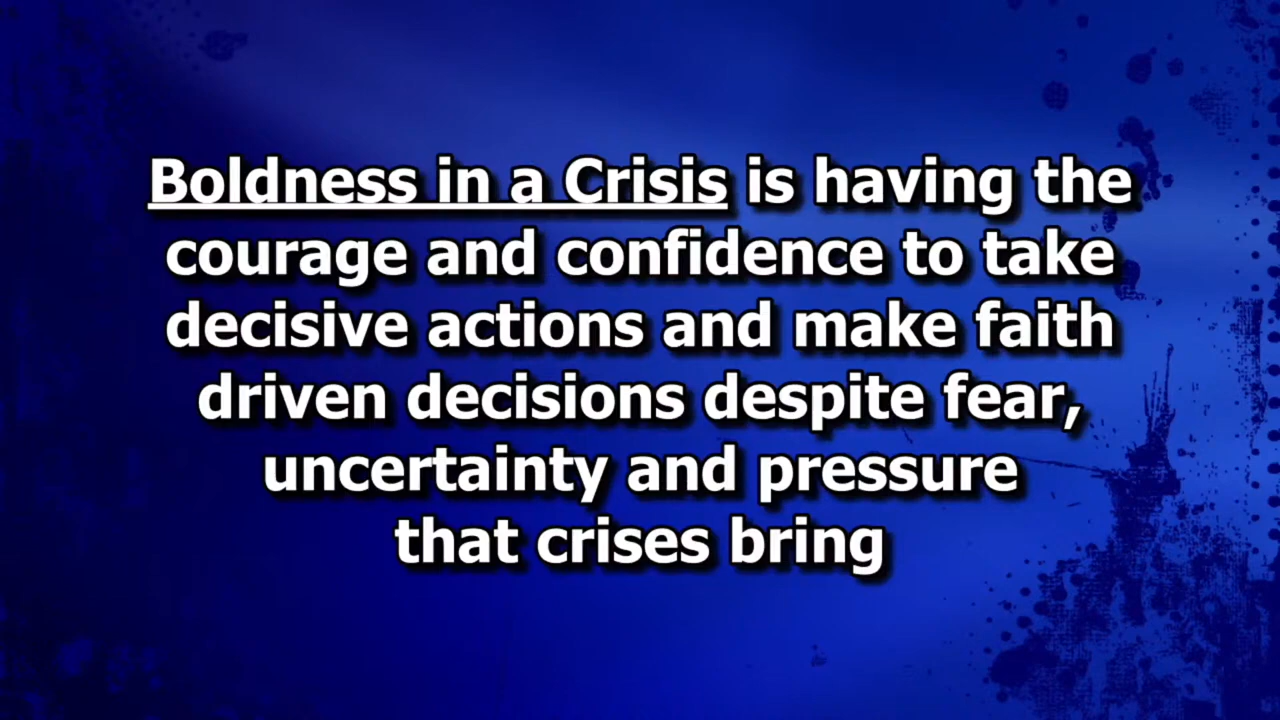 Boldness in a Crisis is having the
courage and confidence to take
decisive actions and make faith
driven decisions despite fear,
uncertainty and pressure
that crises bring